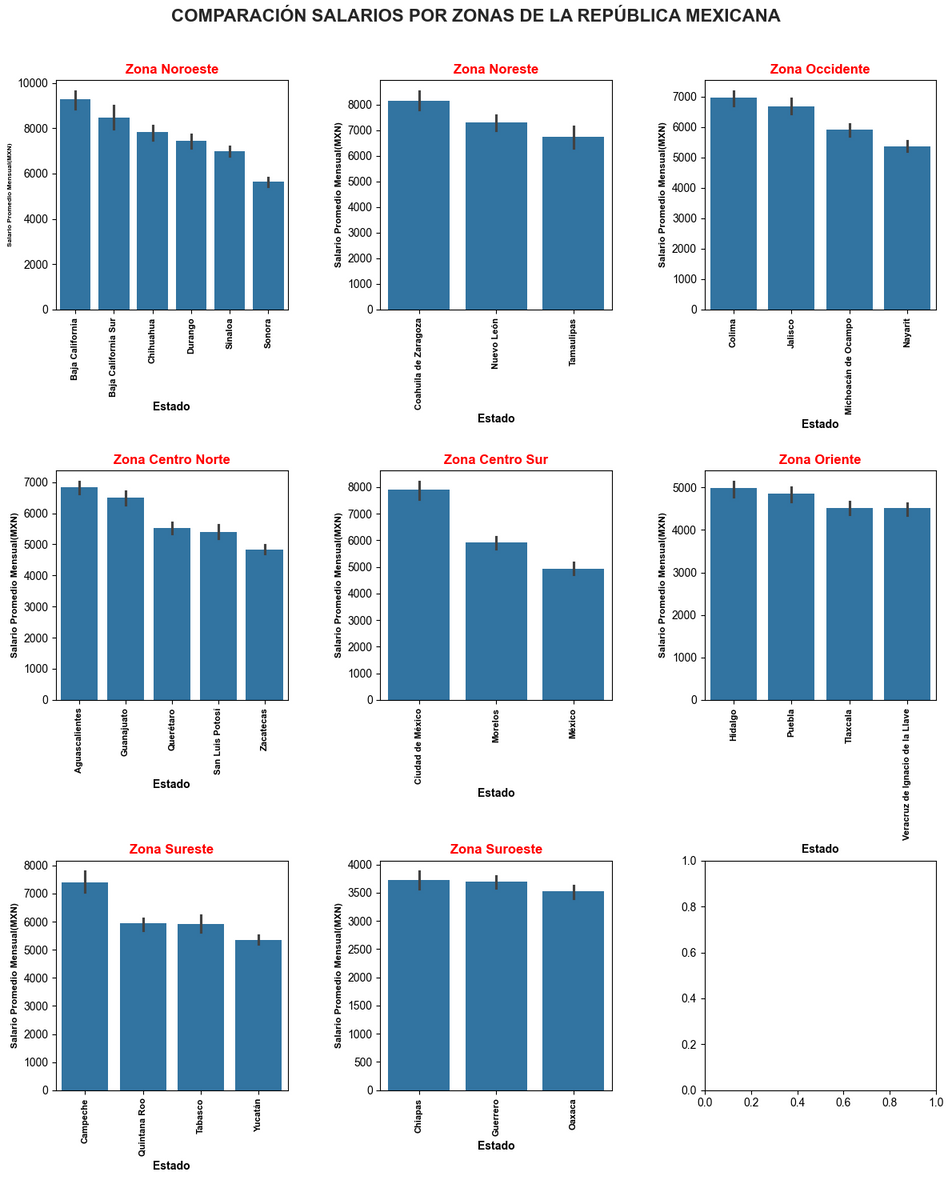 COMPARACIÓN SALARIOS POR ZONAS DE LA REPÚBLICA MEXICANA
Zona Noroeste
Salario Promedio Mensual(MXN)
10000
8000
6000
4000
2000
0
Baja California
Baja California Sur
Chihuahua
Durango
Sinaloa
Sonora
Estado
Zona Noreste
Salario Promedio Mensual(MXN)
8000
7000
6000
5000
4000
3000
2000
1000
0
Coahuila de Zaragoza
Nuevo León
Tamaulipas
Estado
Zona Occidente
Salario Promedio Mensual(MXN)
7000
6000
5000
4000
3000
2000
1000
0
Colima
Jalisco
Michoacán de Ocampo
Nayarit
Estado
Zona Centro Norte
Salario Promedio Mensual(MXN)
7000
6000
5000
4000
3000
2000
1000
0
Aguascalientes
Guanajuato
Querétaro
San Luis Potosí
Zacatecas
Estado
Zona Centro Sur
Salario Promedio Mensual(MXN)
8000
7000
6000
5000
4000
3000
2000
1000
0
Ciudad de México
Morelos
México
Estado
Zona Oriente
Salario Promedio Mensual(MXN)
5000
4000
3000
2000
1000
0
Hidalgo
Puebla
Tlaxcala
Veracruz de Ignacio de la Llave
Estado
Zona Sureste
Salario Promedio Mensual(MXN)
8000
7000
6000
5000
4000
3000
2000
1000
0
Campeche
Quintana Roo
Tabasco
Yucatán
Estado
Zona Suroeste
Salario Promedio Mensual(MXN)
4000
3500
3000
2500
2000
1500
1000
500
0
Chiapas
Guerrero
Oaxaca
Estado
1.0
0.8
0.6
0.4
0.2
0.0
0.0 0.2 0.4 0.6 0.8 1.0